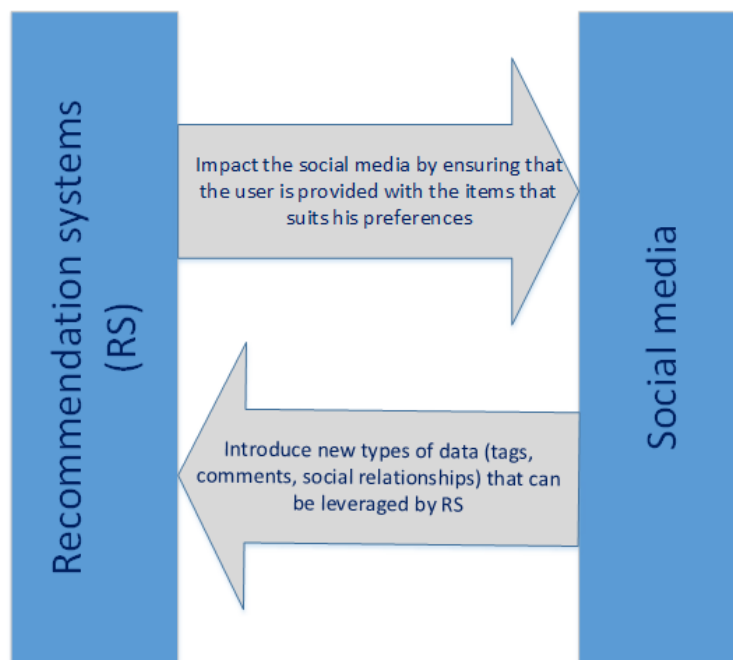 Recommendation systems
(RS)
Impact the social media by ensuring that
the user is provided with the items that
suits his preferences
Introduce new types of data (tags,
comments, social relationships) that can
be leveraged by RS
Social media